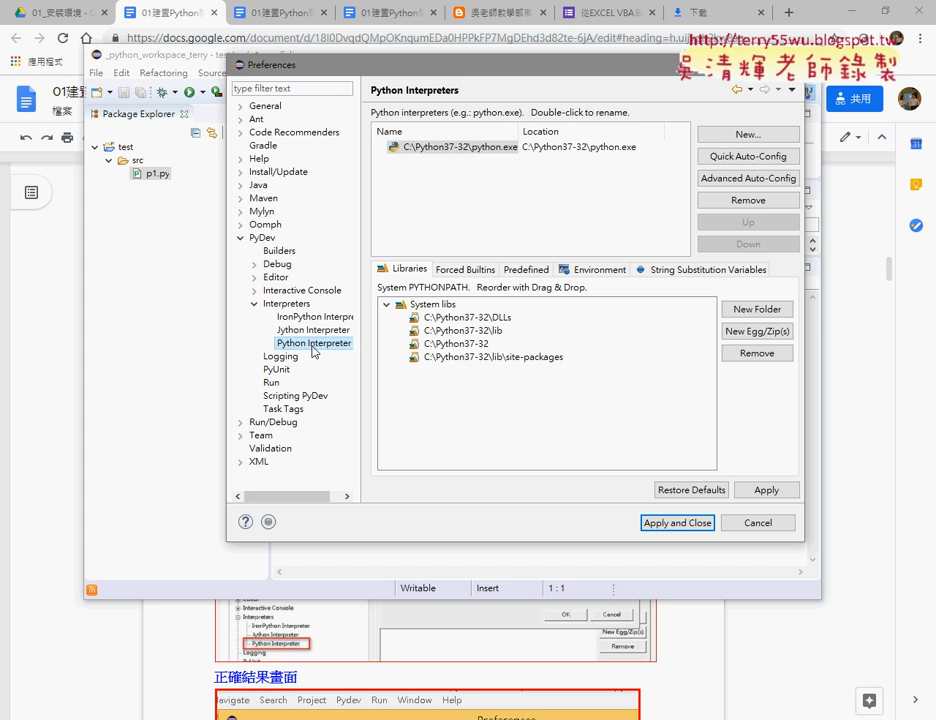 01_安裝環境 -
01建置Python
01建置Python
01建置Python
吳老師教學部
從EXCEL VBA
下載
https://docs.google.com/document/d/18I0DvqdQMpOKnqumEDa0HPPkFP7MgDEhd3d82te-6jA/edit#heading=h.
http://terry55wu.blogspot.tw
吳清輝老師錄製
應用程式
_python_workspace_terry -
File Edit Refactoring Source
Package Explorer
test
src
p1.py
檔案
共用
Preferences
type filter text
General
Ant
Code Recommenders
Gradle
Help
Install/Update
Java
Maven
Mylyn
Oomph
PyDev
Builders
Debug
Editor
Interactive Console
Interpreters
IronPython Interpre
Jython Interpreter
Python Interpreter
Logging
PyUnit
Run
Scripting PyDev
Task Tags
Run/Debug
Team
Validation
XML
Python Interpreters
Python interpreters (e.g.: python.exe). Double-click to rename.
Name Location
C:\Python37-32\python.exe C:\Python37-32\python.exe
New...
Quick Auto-Config
Advanced Auto-Config
Remove
Up
Down
Libraries Forced Builtins Predefined Environment String Substitution Variables
System PYTHONPATH. Reorder with Drag & Drop.
System libs
C:\Python37-32\DLLs
C:\Python37-32\lib
C:\Python37-32
C:\Python37-32\lib\site-packages
New Folder
New Egg/Zip(s)
Remove
Restore Defaults Apply
Apply and Close Cancel
Writable Insert 1 : 1
Interactive Console
Interpreters
IronPython Interpreter
Jython Interpreter
Python Interpreter
Logging
OK Cancel
New Egg/Zip(s)
Remove
正確結果畫面
avigate Search Project Pydev Run Window Help
Preferences